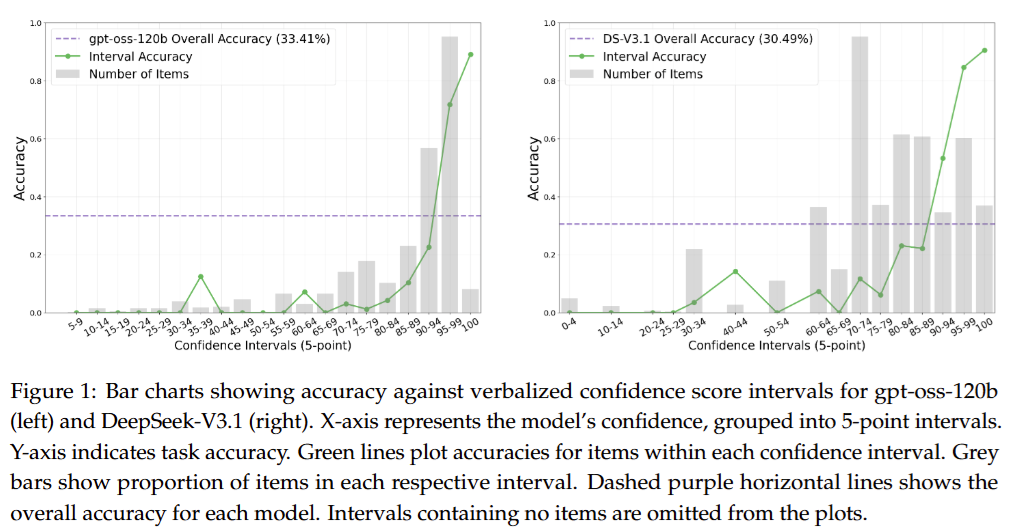 1.0
0.8
0.6
0.4
0.2
0.0
Accuracy
gpt-oss-120b Overall Accuracy (33.41%)
Interval Accuracy
Number of Items
5-9 10-14 15-19 20-24 25-29 30-34 35-39 40-44 45-49 50-54 55-59 60-64 65-69 70-74 75-79 80-84 85-89 90-94 95-99 100
Confidence Intervals (5-point)
1.0
0.8
0.6
0.4
0.2
0.0
Accuracy
DS-V3.1 Overall Accuracy (30.49%)
Interval Accuracy
Number of Items
0-4 10-14 20-24 25-29 30-34 40-44 50-54 60-64 65-69 70-74 75-79 80-84 85-89 90-94 95-99 100
Confidence Intervals (5-point)
Figure 1: Bar charts showing accuracy against verbalized confidence score intervals for gpt-oss-120b
(left) and DeepSeek-V3.1 (right). X-axis represents the model's confidence, grouped into 5-point intervals.
Y-axis indicates task accuracy. Green lines plot accuracies for items within each confidence interval. Grey
bars show proportion of items in each respective interval. Dashed purple horizontal lines shows the
overall accuracy for each model. Intervals containing no items are omitted from the plots.